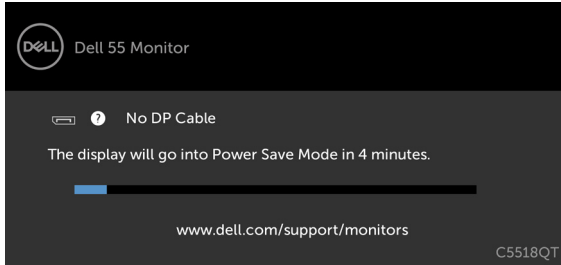 DELL
Dell 55 Monitor
? No DP Cable
The display will go into Power Save Mode in 4 minutes.
www.dell.com/support/monitors
C5518QT